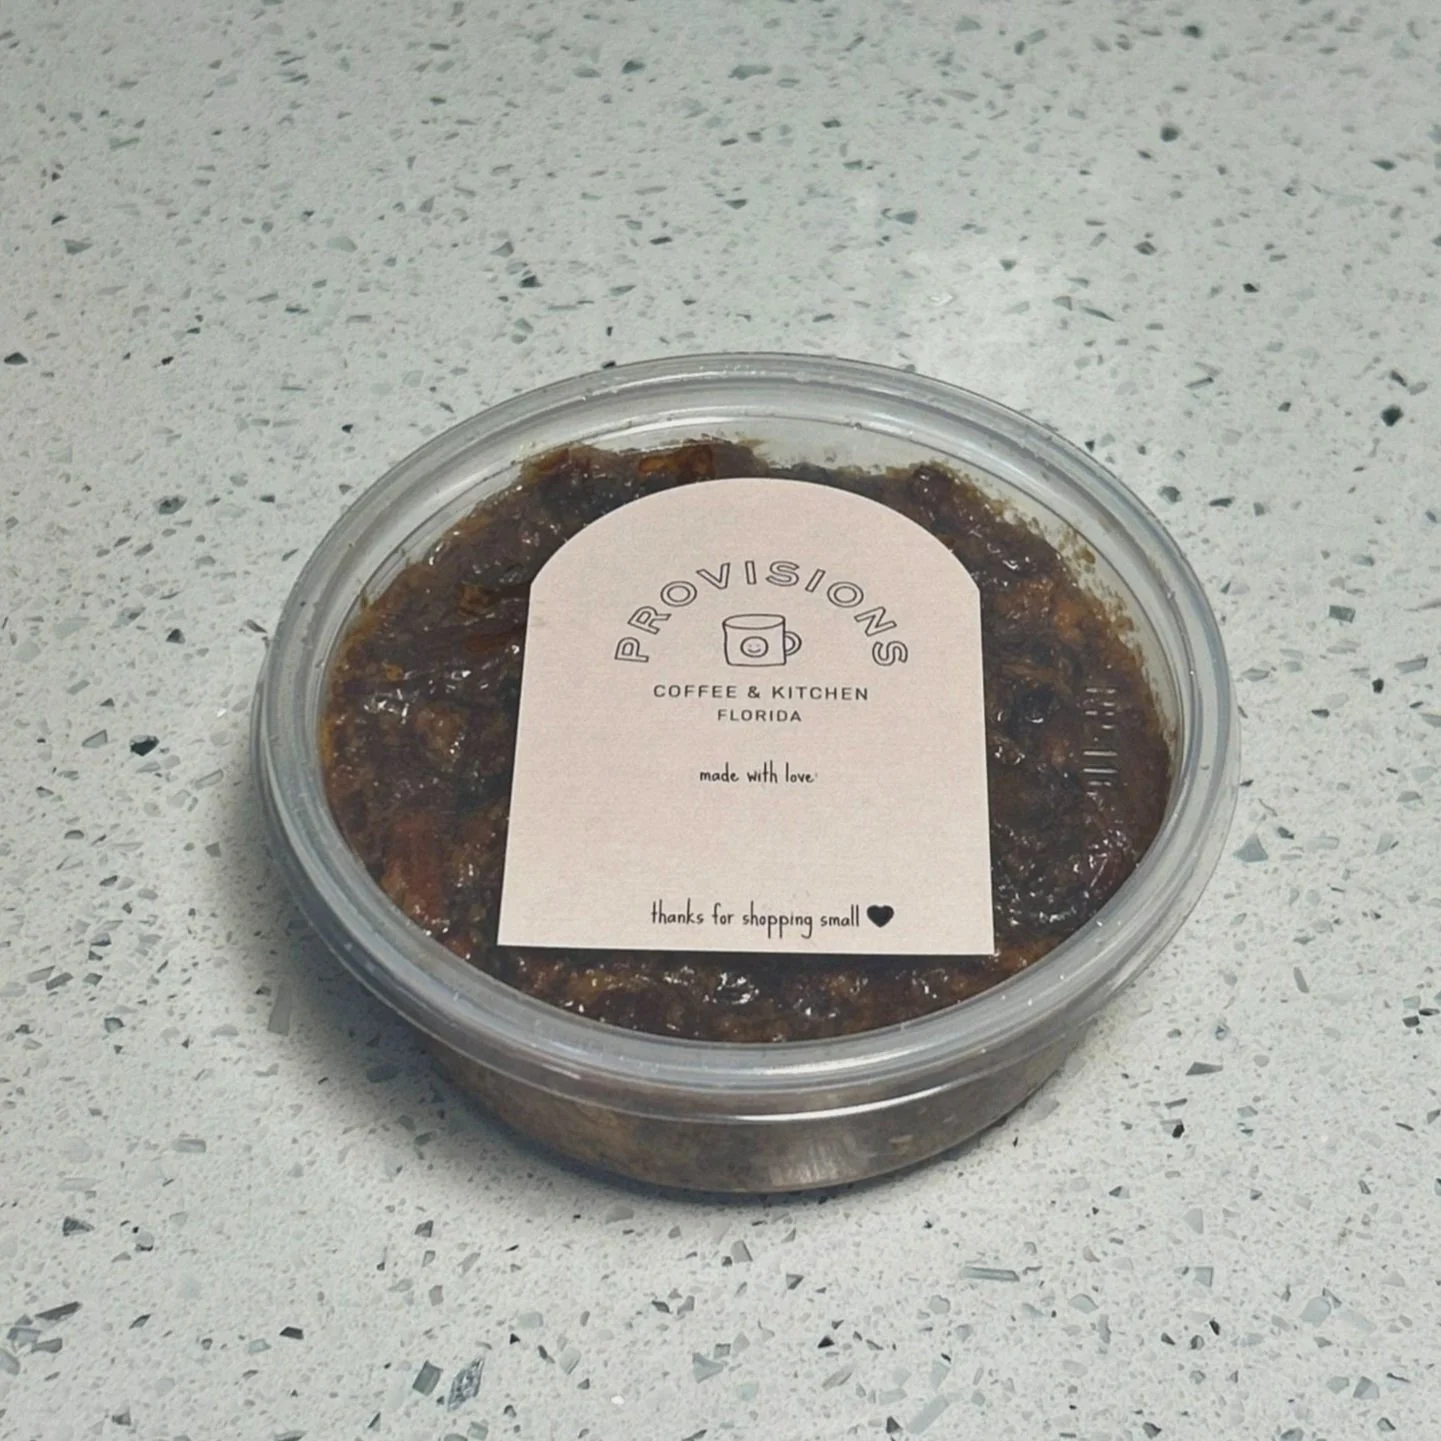 PROVISIONS
COFFEE & KITCHEN
FLORIDA
made with love
thanks for shopping small